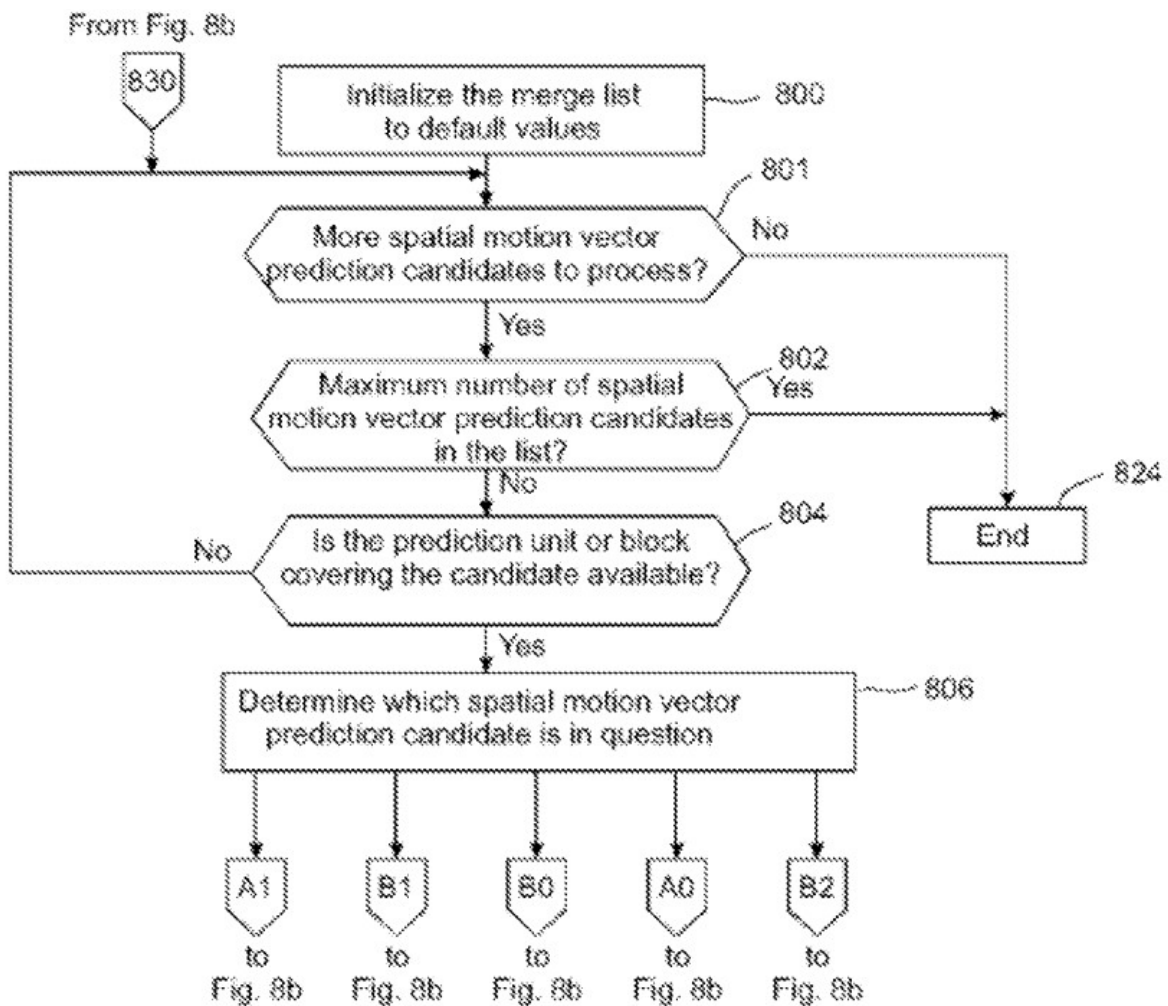 From Fig. 8b
830
Initialize the merge list
to default values
800
801
More spatial motion vector
prediction candidates to process?
No
Yes
802
Maximum number of spatial
motion vector prediction candidates
in the list?
Yes
No
804
Is the prediction unit or block
covering the candidate available?
No
824
End
Yes
806
Determine which spatial motion vector
prediction candidate is in question
A1
B1
B0
A0
B2
to
Fig. 8b
to
Fig. 8b
to
Fig. 8b
to
Fig. 8b
to
Fig. 8b